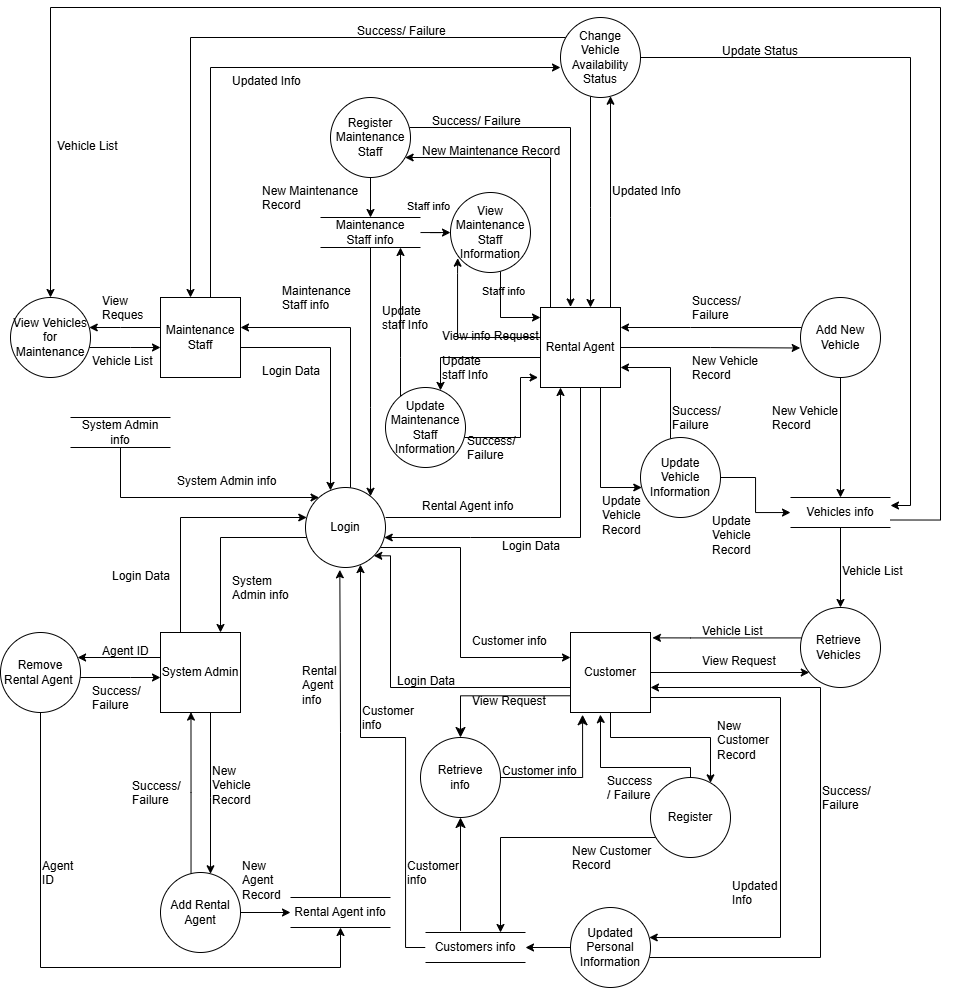 Success/ Failure
Change
Vehicle
Availability
Status
Update Status
Updated Info
Vehicle List
Register
Maintenance
Staff
Success/ Failure
New Maintenance Record
New Maintenance
Record
Updated Info
Staff info
Maintenance
Staff info
View
Maintenance
Staff
Information
Maintenance
Staff info
Staff info
View Vehicles
for
Maintenance
View
Reques
Vehicle List
Maintenance
Staff
Login Data
Update
staff Info
View info Request
Rental Agent
Success/
Failure
New Vehicle
Record
Add New
Vehicle
Update
staff Info
Update
Maintenance
Staff
Information
Success/
Failure
Success/
Failure
New Vehicle
Record
System Admin
info
System Admin info
Update
Vehicle
Information
Update
Vehicle
Record
Update
Vehicle
Record
Vehicles info
Login
Rental Agent info
Login Data
Vehicle List
Login Data
System
Admin info
Customer info
Vehicle List
View Request
Retrieve
Vehicles
Customer
Remove
Rental Agent
Agent ID
Success/
Failure
System Admin
Rental
Agent
info
Login Data
View Request
Customer
info
New
Customer
Record
Retrieve
info
Customer info
Success
/ Failure
Register
Success/
Failure
Success/
Failure
New
Vehicle
Record
New Customer
Record
Agent
ID
New
Agent
Record
Customer
info
Updated
Info
Add Rental
Agent
Rental Agent info
Customers info
Updated
Personal
Information